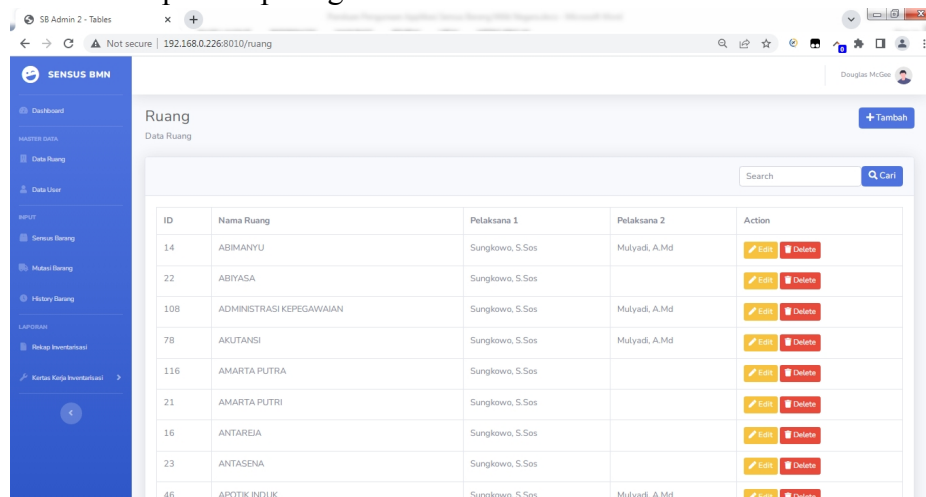 SB Admin 2 - Tables
Not secure | 192.168.0.226:8010/ruang
SENSUS BMN
Douglas McGee
Dashboard
MASTER DATA
Data Ruang
Data User
INPUT
Sensus Barang
Mutasi Barang
History Barang
LAPORAN
Rekap Inventarisasi
Kertas Kerja Inventarisasi
Ruang
Data Ruang
+ Tambah
Search
Cari
ID Nama Ruang Pelaksana 1 Pelaksana 2 Action
14 ABIMANYU Sungkowo, S.Sos Mulyadi, A.Md Edit Delete
22 ABIYASA Sungkowo, S.Sos Edit Delete
108 ADMINISTRASI KEPEGAWAIAN Sungkowo, S.Sos Mulyadi, A.Md Edit Delete
78 AKUTANSI Sungkowo, S.Sos Mulyadi, A.Md Edit Delete
116 AMARTA PUTRA Sungkowo, S.Sos Edit Delete
21 AMARTA PUTRI Sungkowo, S.Sos Edit Delete
16 ANTAREJA Sungkowo, S.Sos Edit Delete
23 ANTASENA Sungkowo, S.Sos Edit Delete
46 APOTIK INDUK Sungkowo, S.Sos Mulyadi, A.Md Edit Delete